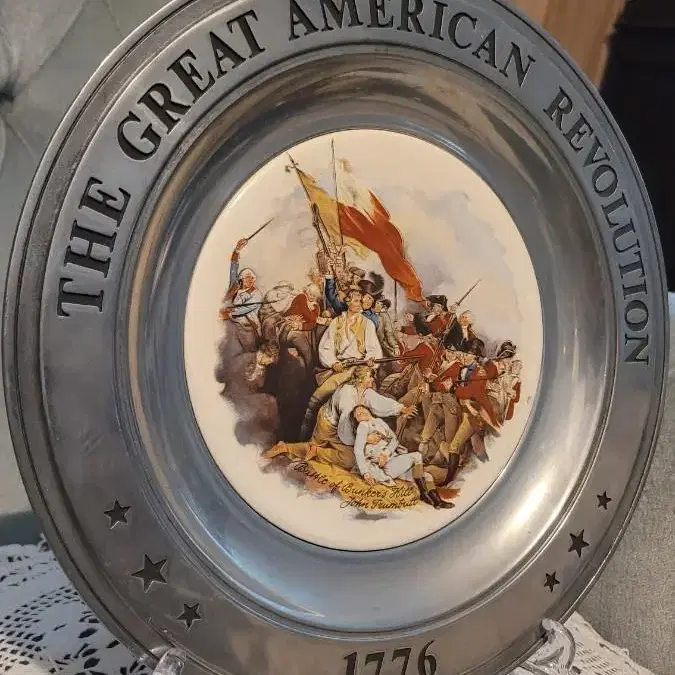 THE GREAT AMERICAN REVOLUTION
Battle of Bunker's Hill
John Trumbull
1776